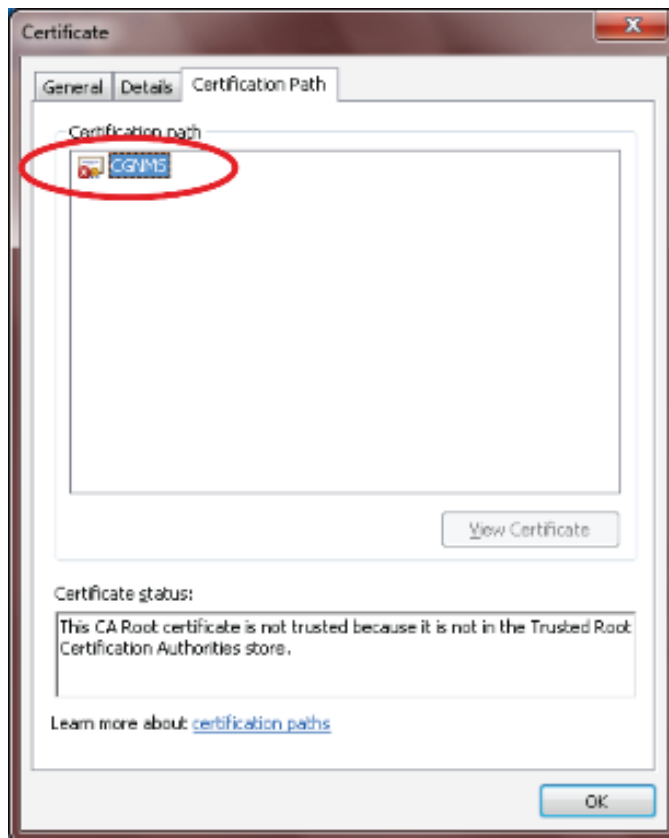 Certificate
General Details Certification Path
Certification path
CGNMS
View Certificate
Certificate status:
This CA Root certificate is not trusted because it is not in the Trusted Root
Certification Authorities store.
Learn more about certification paths
OK